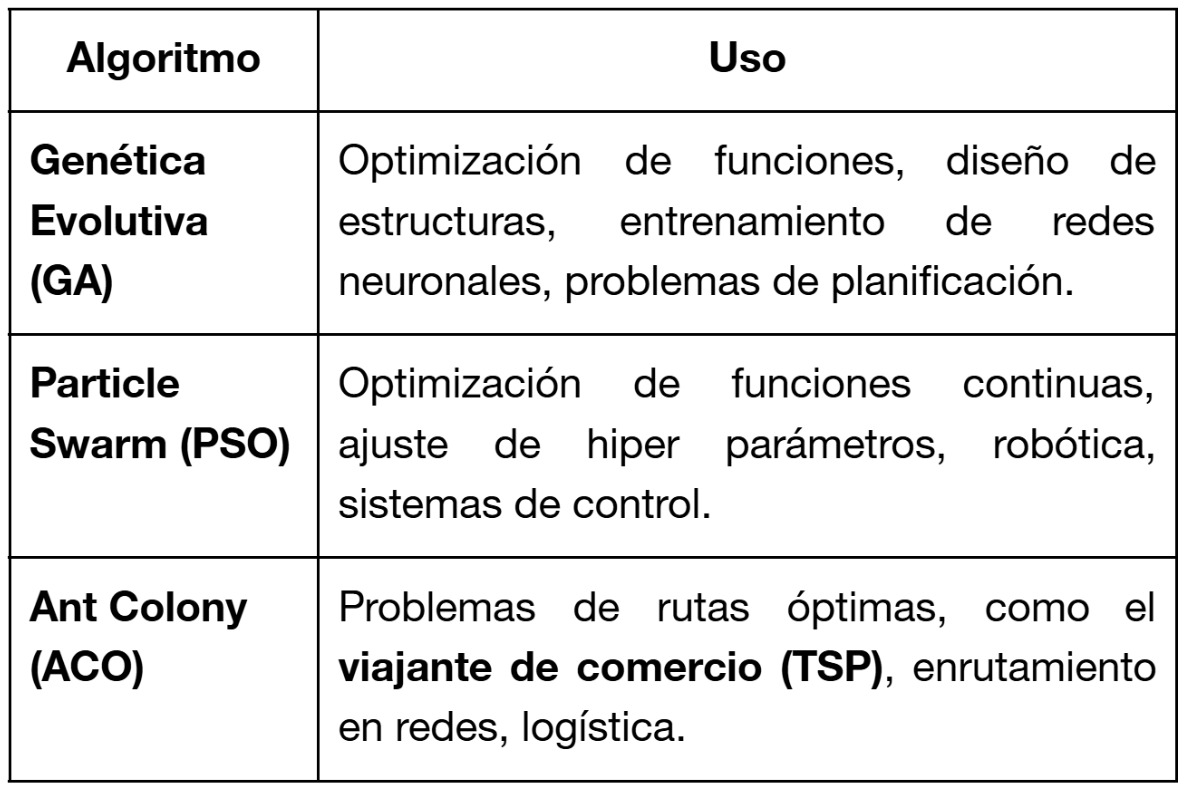 Algoritmo
Uso
Genética
Evolutiva
(GA)
Optimización de funciones, diseño de
estructuras, entrenamiento de redes
neuronales, problemas de planificación.
Particle
Swarm (PSO)
Optimización de funciones continuas,
ajuste de hiper parámetros, robótica,
sistemas de control.
Ant Colony
(ACO)
Problemas de rutas óptimas, como el
viajante de comercio (TSP), enrutamiento
en redes, logística.